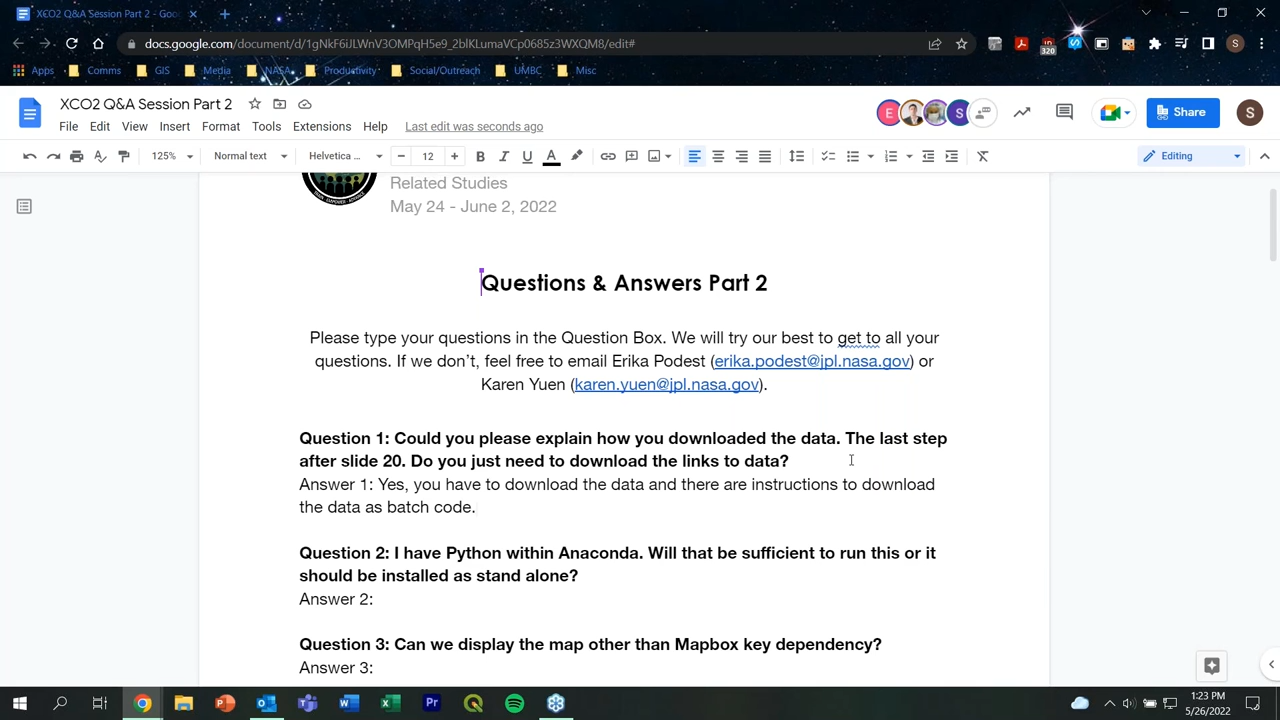 XCO2 Q&A Session Part 2 - Goo
docs.google.com/document/d/1gNkF6iJLWnV3OMPqH5e9_2blKLumaVCp0685z3WXQM8/edit#
320
S
Apps Comms GIS Media NASA Productivity Social/Outreach UMBC Misc
XCO2 Q&A Session Part 2
E S Share S
File Edit View Insert Format Tools Extensions Help Last edit was seconds ago
125% Normal text Helvetica ... 12 B I U A Editing
Related Studies
May 24 - June 2, 2022
Questions & Answers Part 2
Please type your questions in the Question Box. We will try our best to get to all your
questions. If we don’t, feel free to email Erika Podest (erika.podest@jpl.nasa.gov) or
Karen Yuen (karen.yuen@jpl.nasa.gov).
Question 1: Could you please explain how you downloaded the data. The last step
after slide 20. Do you just need to download the links to data?
Answer 1: Yes, you have to download the data and there are instructions to download
the data as batch code.
Question 2: I have Python within Anaconda. Will that be sufficient to run this or it
should be installed as stand alone?
Answer 2:
Question 3: Can we display the map other than Mapbox key dependency?
Answer 3:
1:23 PM
5/26/2022